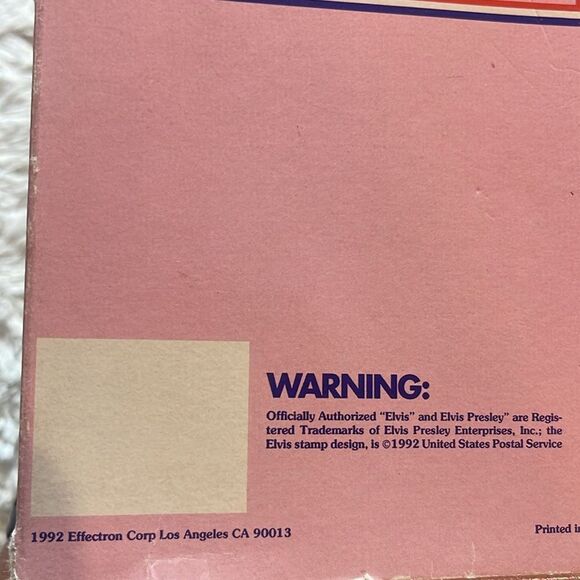 WARNING:
Officially Authorized "Elvis" and Elvis Presley" are Regis-
tered Trademarks of Elvis Presley Enterprises, Inc.; the
Elvis stamp design, is ©1992 United States Postal Service
1992 Effectron Corp Los Angeles CA 90013
Printed in